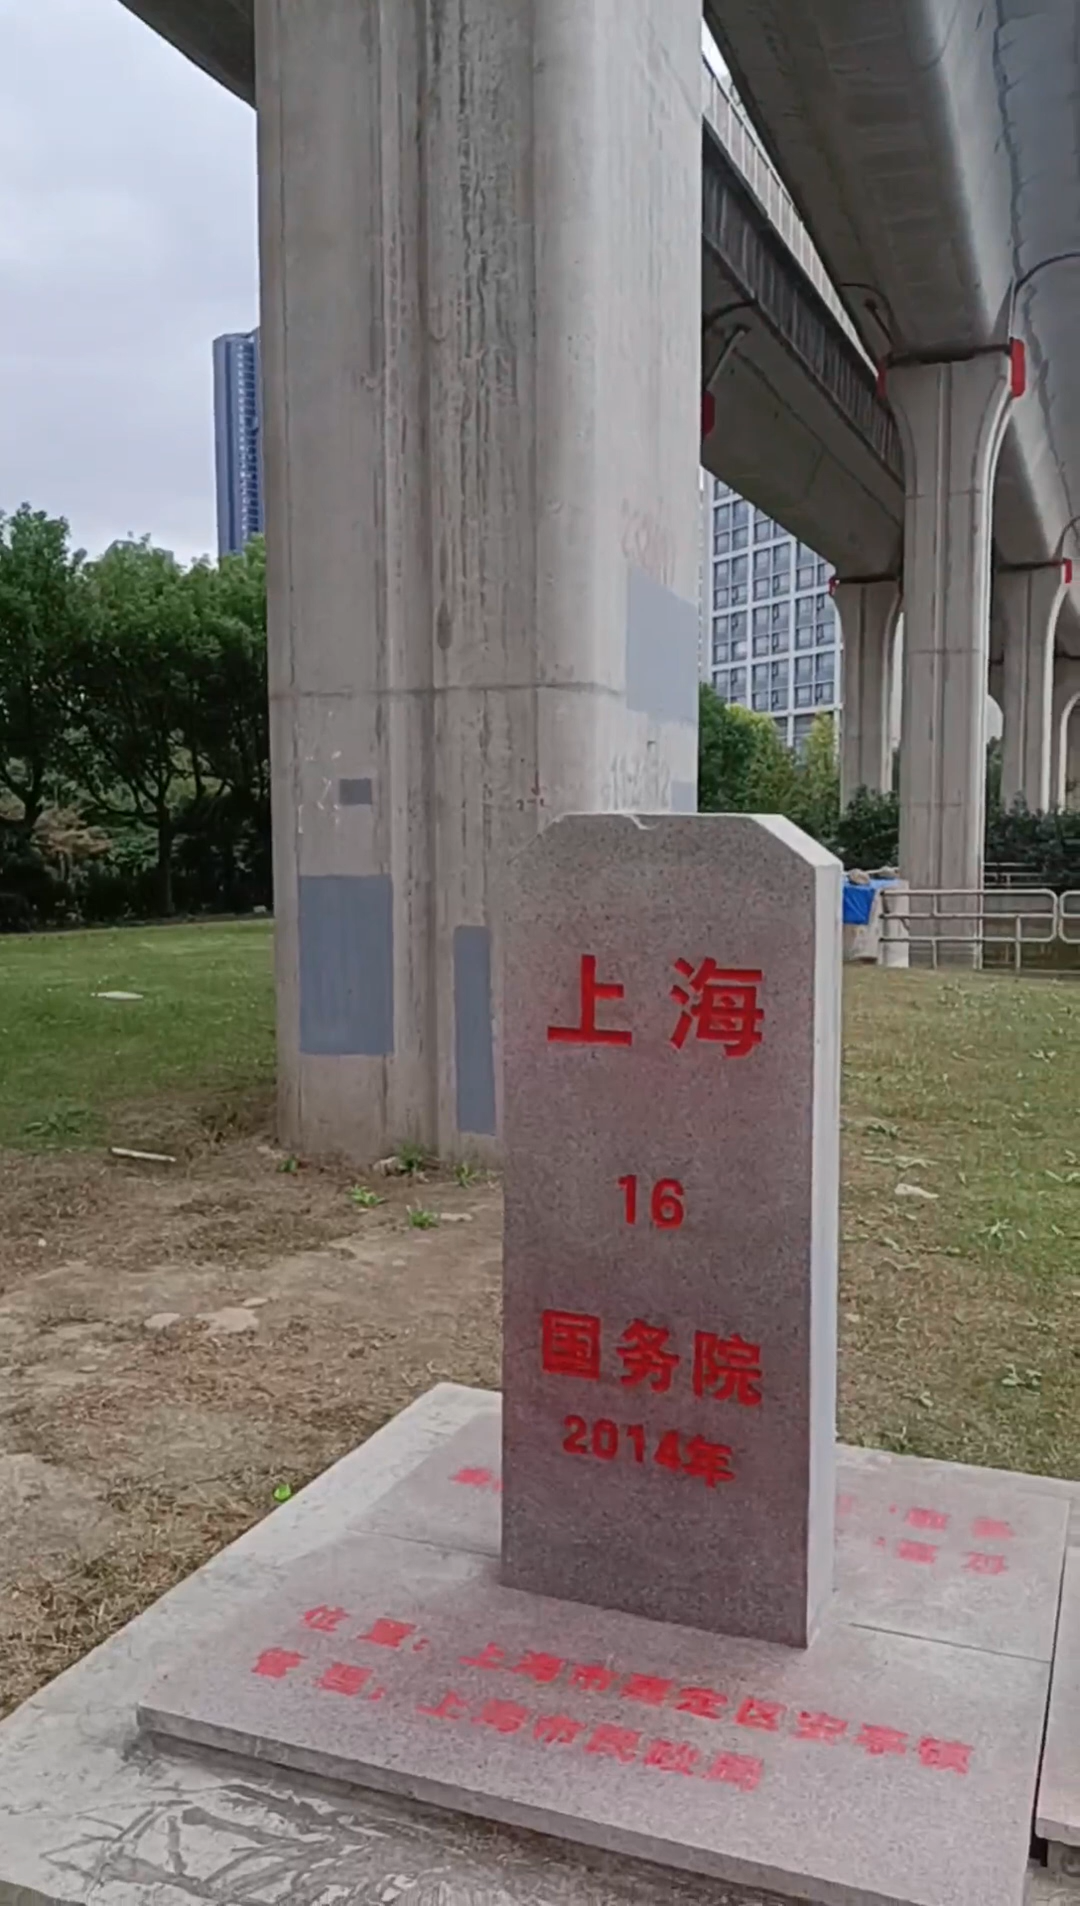 上海
16
国务院
2014年
位置：上海市嘉定区安亭镇
管理：上海市民政局